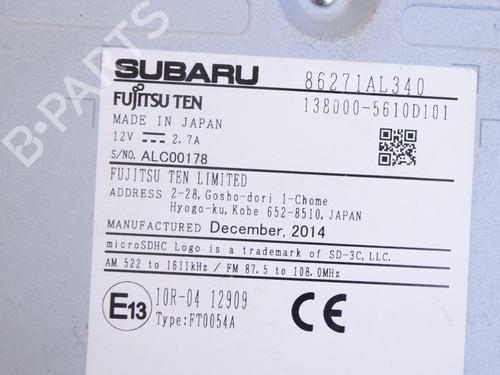 B-PARTS
SUBARU 86271AL340
FUJITSU TEN 138000-5610D101
MADE IN JAPAN
12V 2.7A
S/NO. ALC00178
FUJITSU TEN LIMITED
ADDRESS 2-28, Gosho-dori 1-Chome
Hyogo-ku, Kobe 652-8510, JAPAN
MANUFACTURED December, 2014
microSDHC Logo is a trademark of SD-3C, LLC.
AM 522 to 1611kHz / FM 87.5 to 108.0MHz
E13 10R-04 12909
Type:FT0054A CE